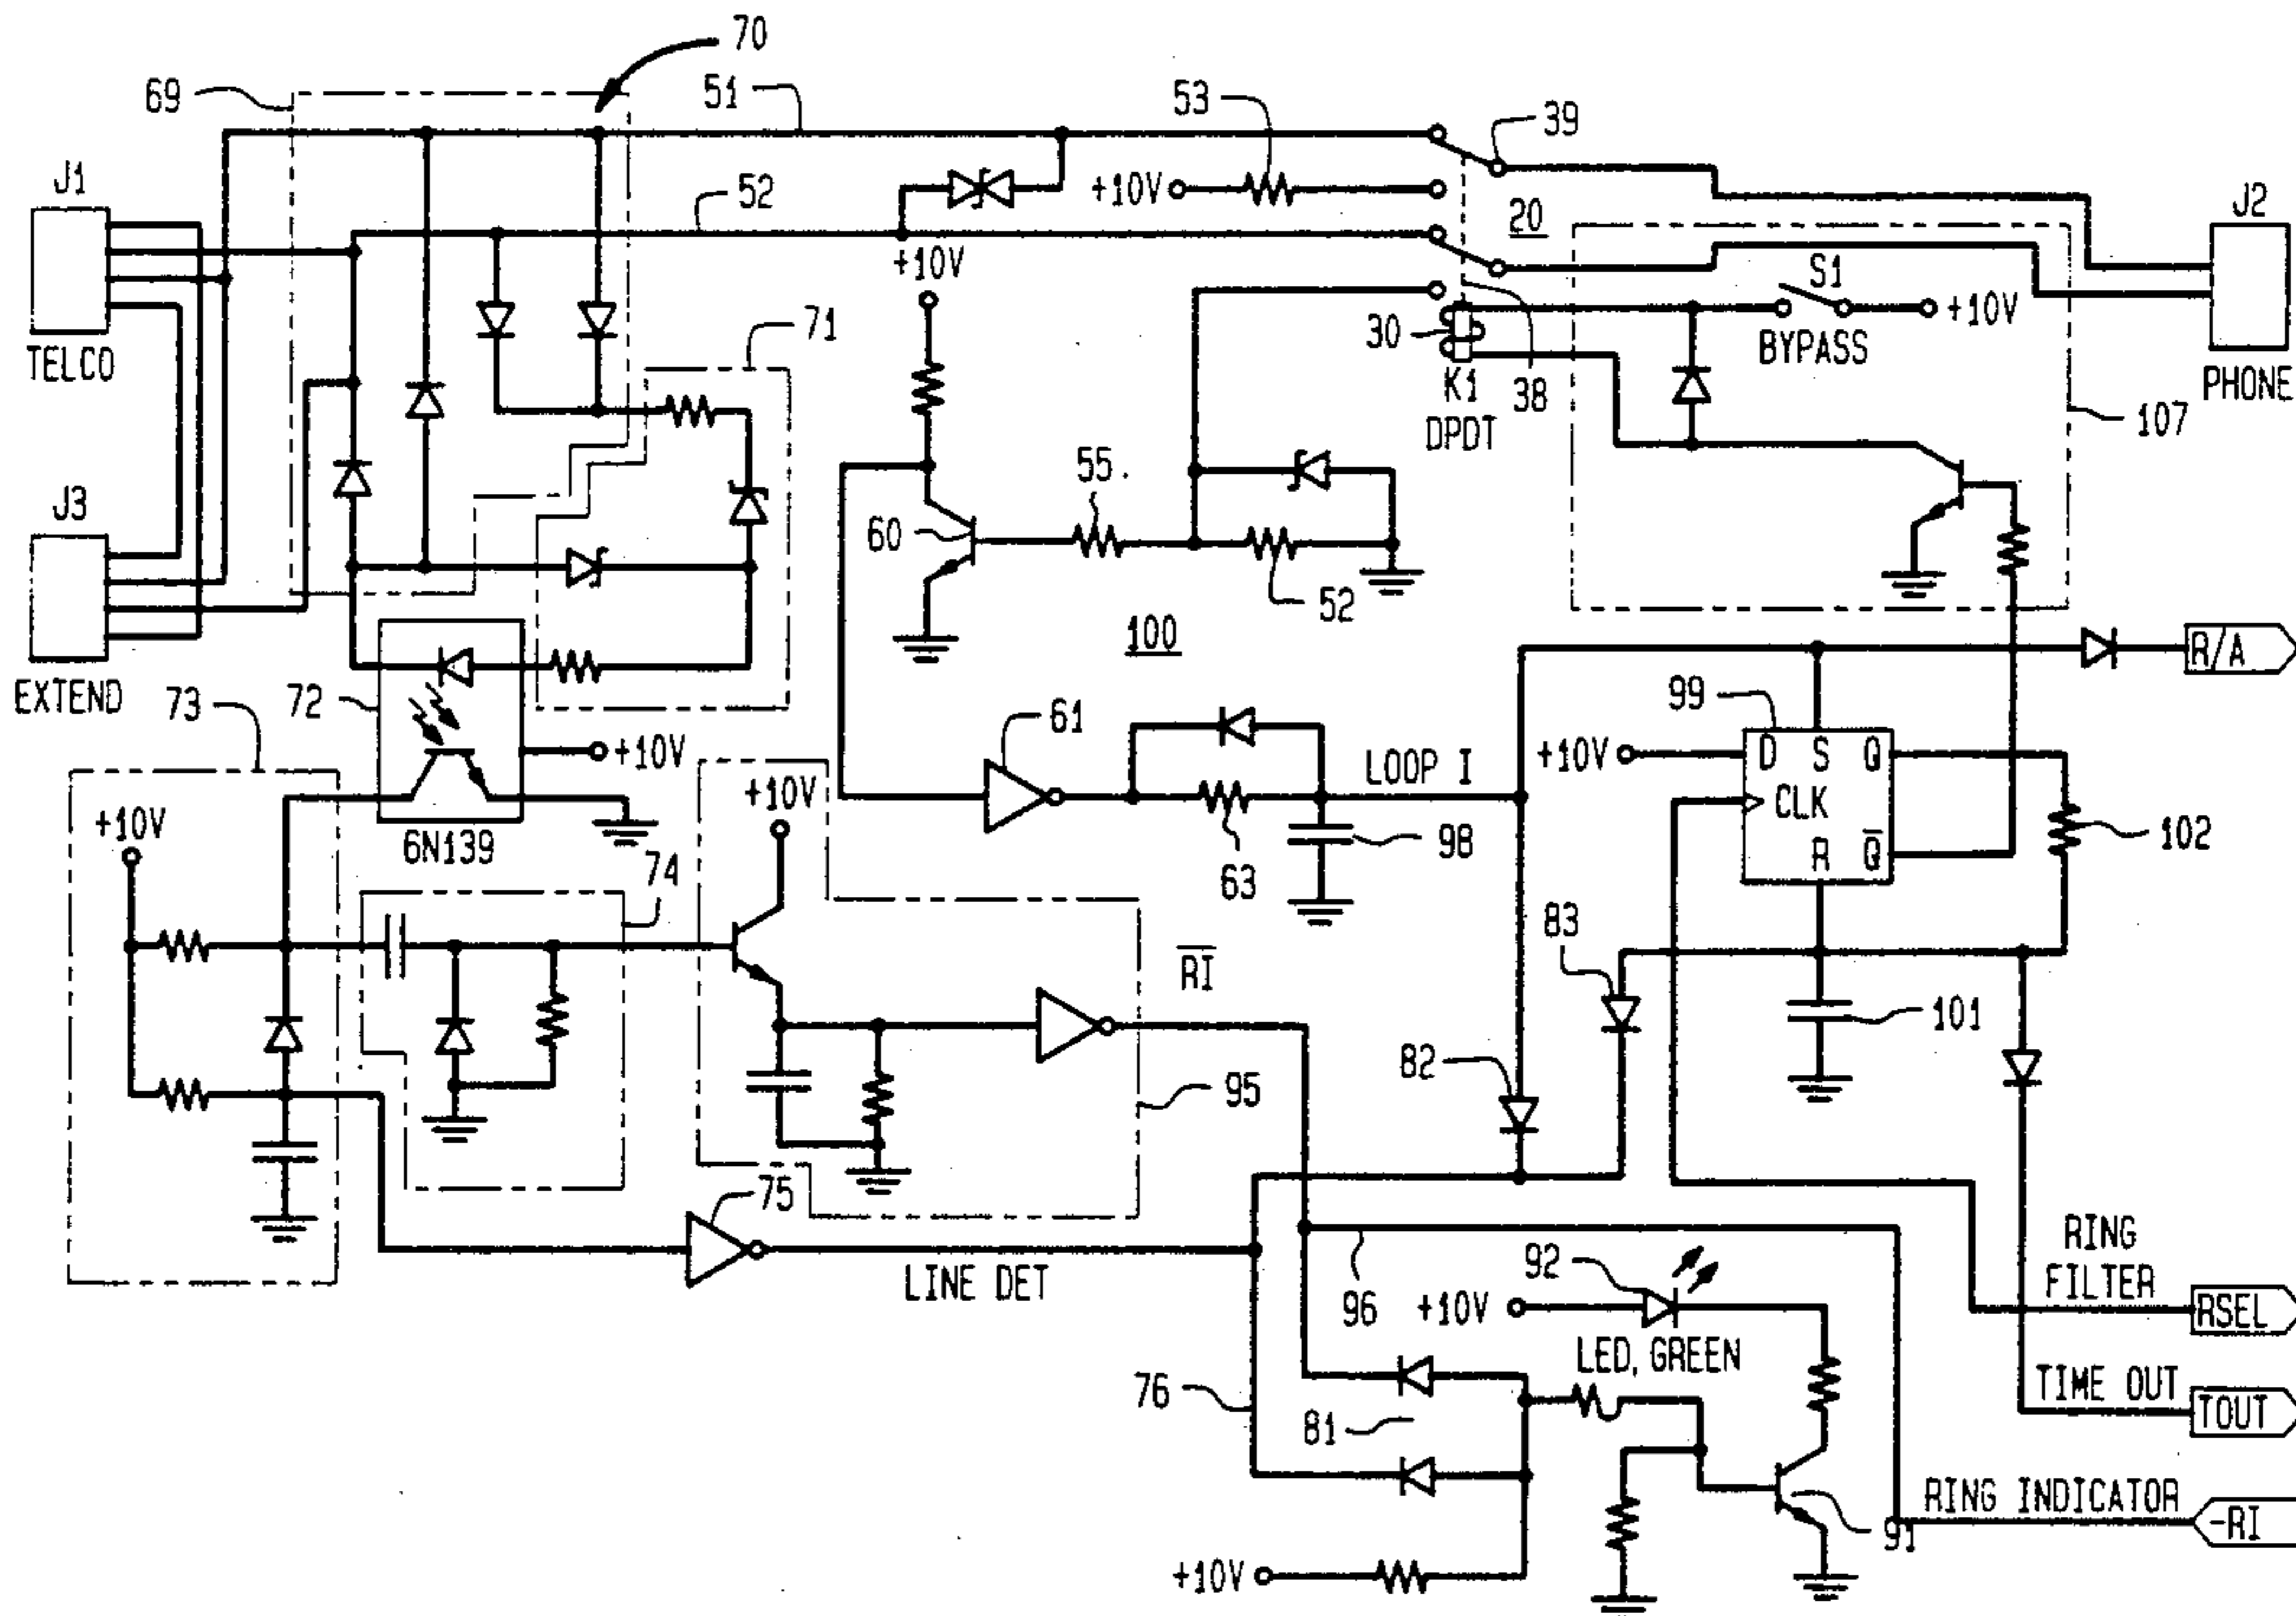 70
69
51
53
39
J1
52
+10V
20
J2
+10V
S1
+10V
BYPASS
TELCO
71
30
K1
DPDT
38
PHONE
107
J3
55
60
52
100
EXTEND
73
72
+10V
61
LOOP I
99
R/A
+10V
D S Q
CLK
R Q̅
+10V
+10V
6N139
74
63
98
102
83
R̅I̅
101
82
95
75
LINE DET
96
92
+10V
LED, GREEN
RING
FILTER
RSEL
76
81
TIME OUT
TOUT
RING INDICATOR
-RI
91
+10V